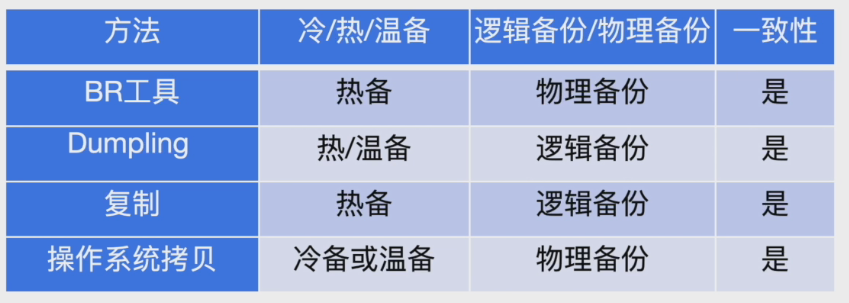 方法 冷/热/温备 逻辑备份/物理备份 一致性
BR工具 热备 物理备份 是
Dumpling 热/温备 逻辑备份 是
复制 热备 逻辑备份 是
操作系统拷贝 冷备或温备 物理备份 是